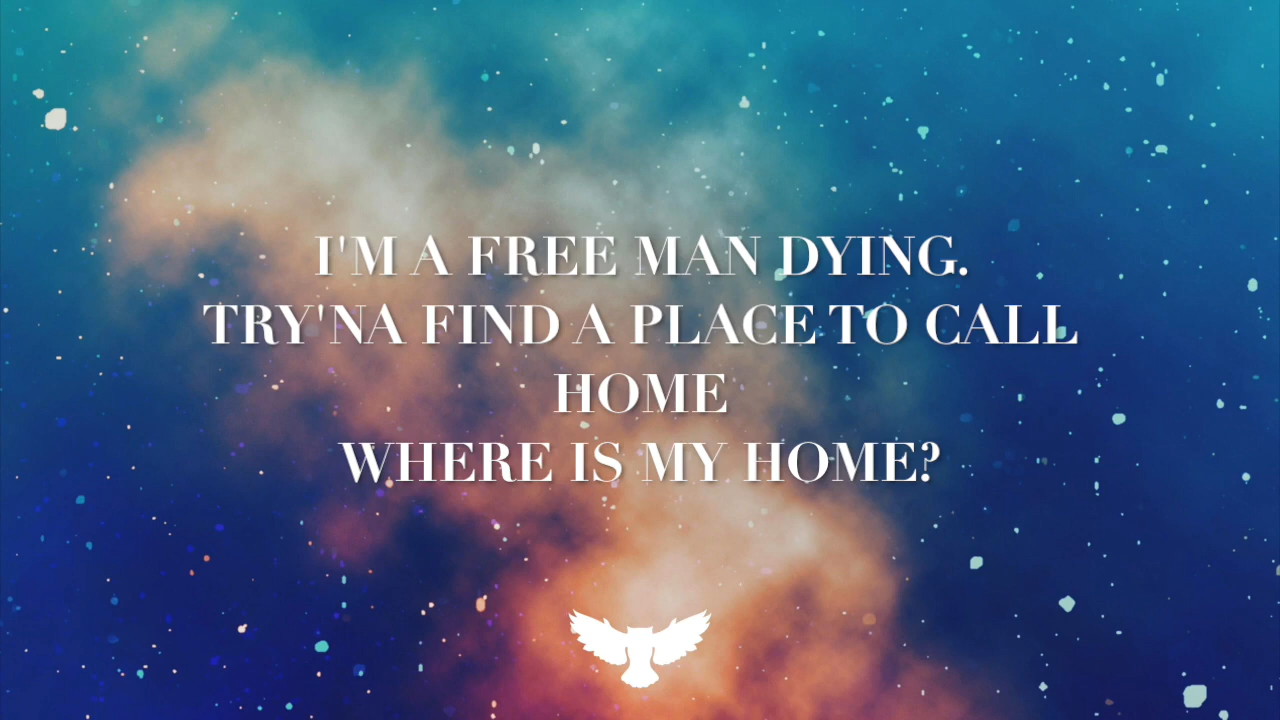 I'M A FREE MAN DYING.
TRY'NA FIND A PLACE TO CALL
HOME
WHERE IS MY HOME?